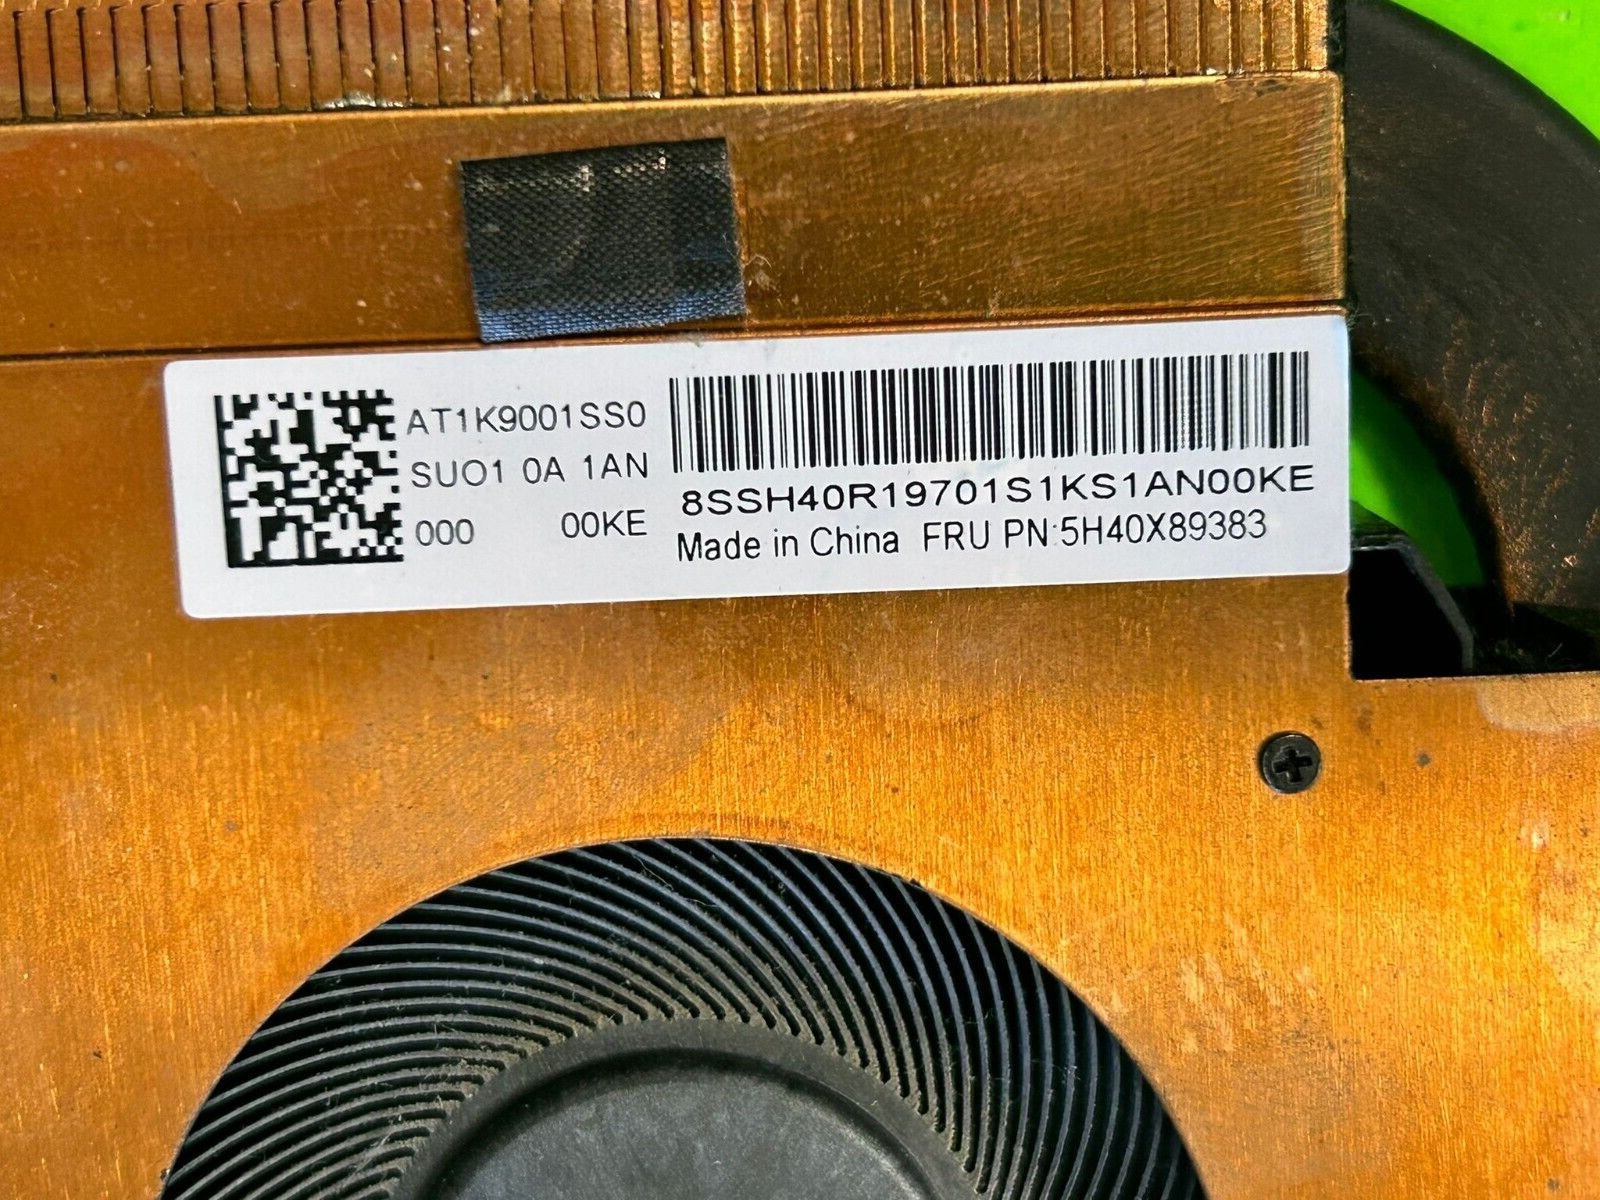 AT1K9001SS0
SUO1 0A 1AN
000 00KE
8SSH40R19701S1KS1AN00KE
Made in China FRU PN:5H40X89383